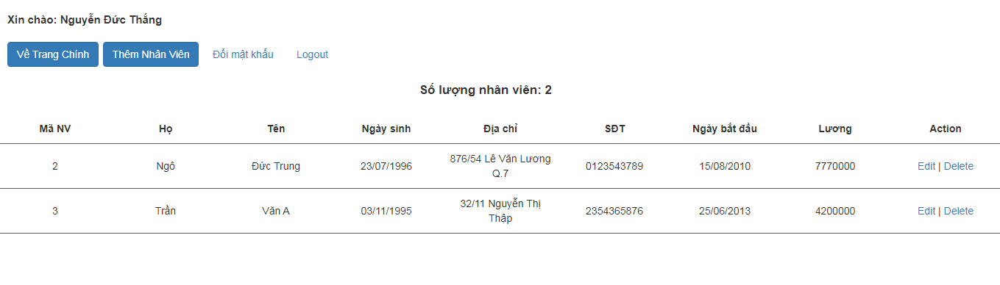 Xin chào: Nguyễn Đức Thắng
Về Trang Chính Thêm Nhân Viên Đổi mật khẩu Logout
Số lượng nhân viên: 2
Mã NV Họ Tên Ngày sinh Địa chỉ SĐT Ngày bắt đầu Lương Action
2 Ngô Đức Trung 23/07/1996 876/54 Lê Văn Lương Q.7 0123543789 15/08/2010 7770000 Edit | Delete
3 Trần Văn A 03/11/1995 32/11 Nguyễn Thị Thập 2354365876 25/06/2013 4200000 Edit | Delete